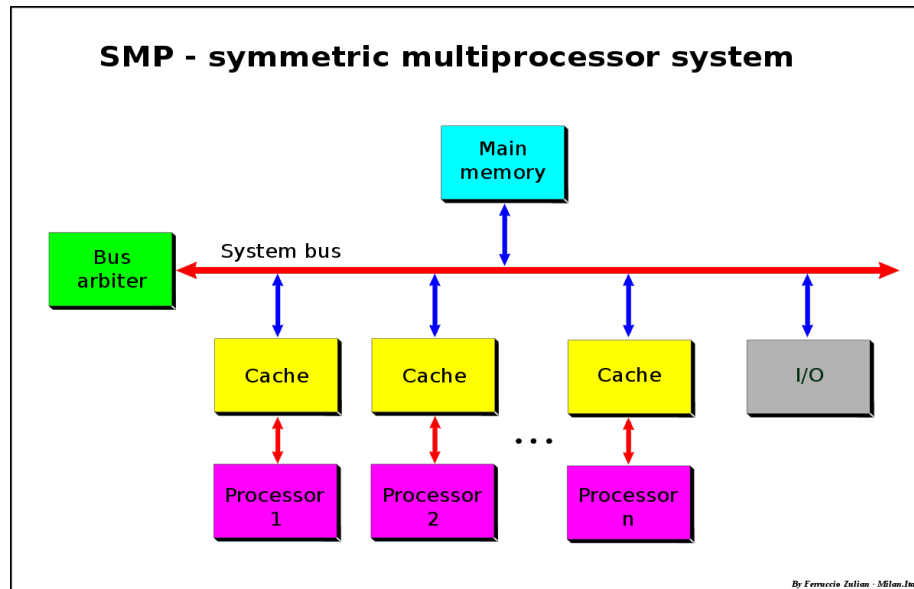 SMP - symmetric multiprocessor system
Main
memory
Bus
arbiter
System bus
Cache
Cache
Cache
I/O
...
Processor
1
Processor
2
Processor
n
By Ferruccio Zulian - Milan.Ita